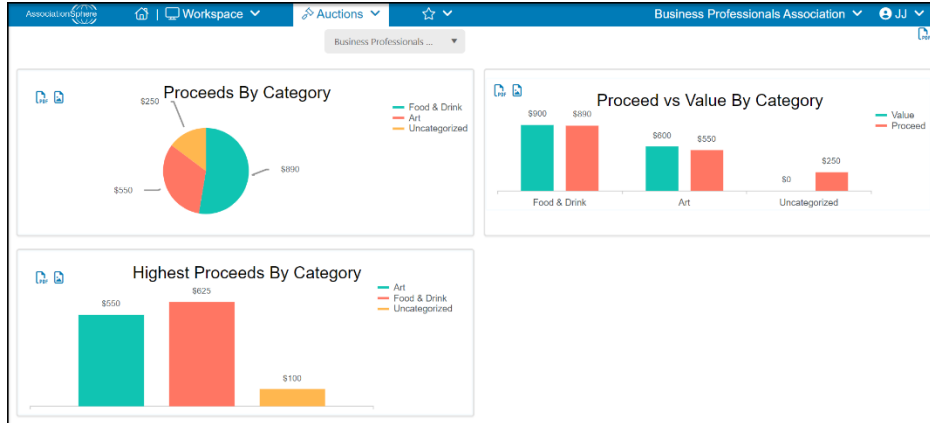 AssociationSphere
Workspace
Auctions
Business Professionals Association
JJ
Business Professionals ...
PDF
Proceeds By Category
$250
$550
$890
Food & Drink
Art
Uncategorized
PDF
Proceed vs Value By Category
$900
$890
$600
$550
$0
$250
Value
Proceed
Food & Drink
Art
Uncategorized
PDF
Highest Proceeds By Category
$550
$625
$100
Art
Food & Drink
Uncategorized
PDF